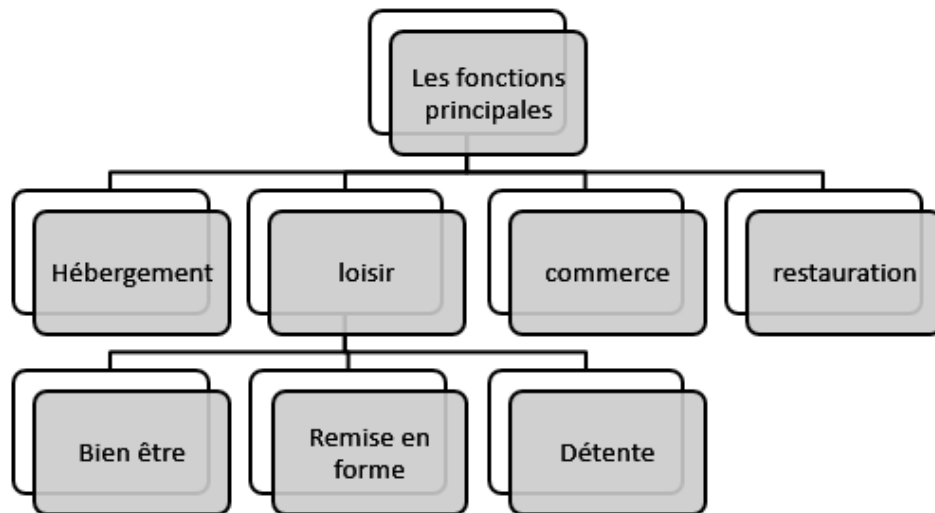 Les fonctions
principales
Hébergement
loisir
commerce
restauration
Bien être
Remise en
forme
Détente